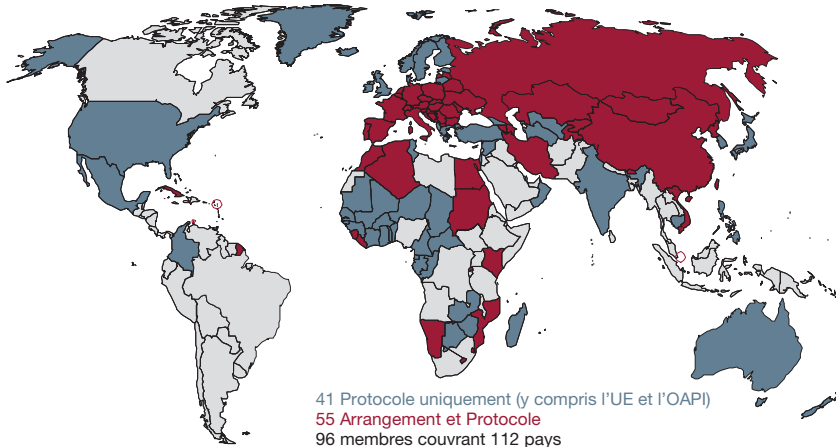 41 Protocole uniquement (y compris l’UE et l’OAPI)
55 Arrangement et Protocole
96 membres couvrant 112 pays